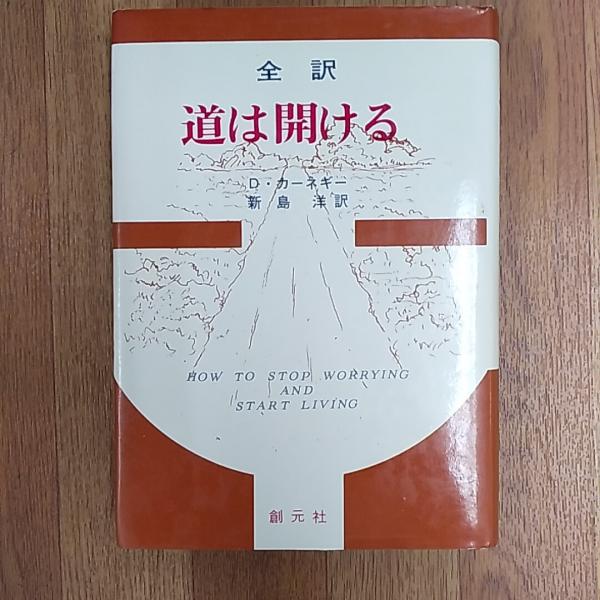 全訳
道は開ける
D・カーネギー
新島 洋訳
HOW TO STOP WORRYING
AND
START LIVING
創元社